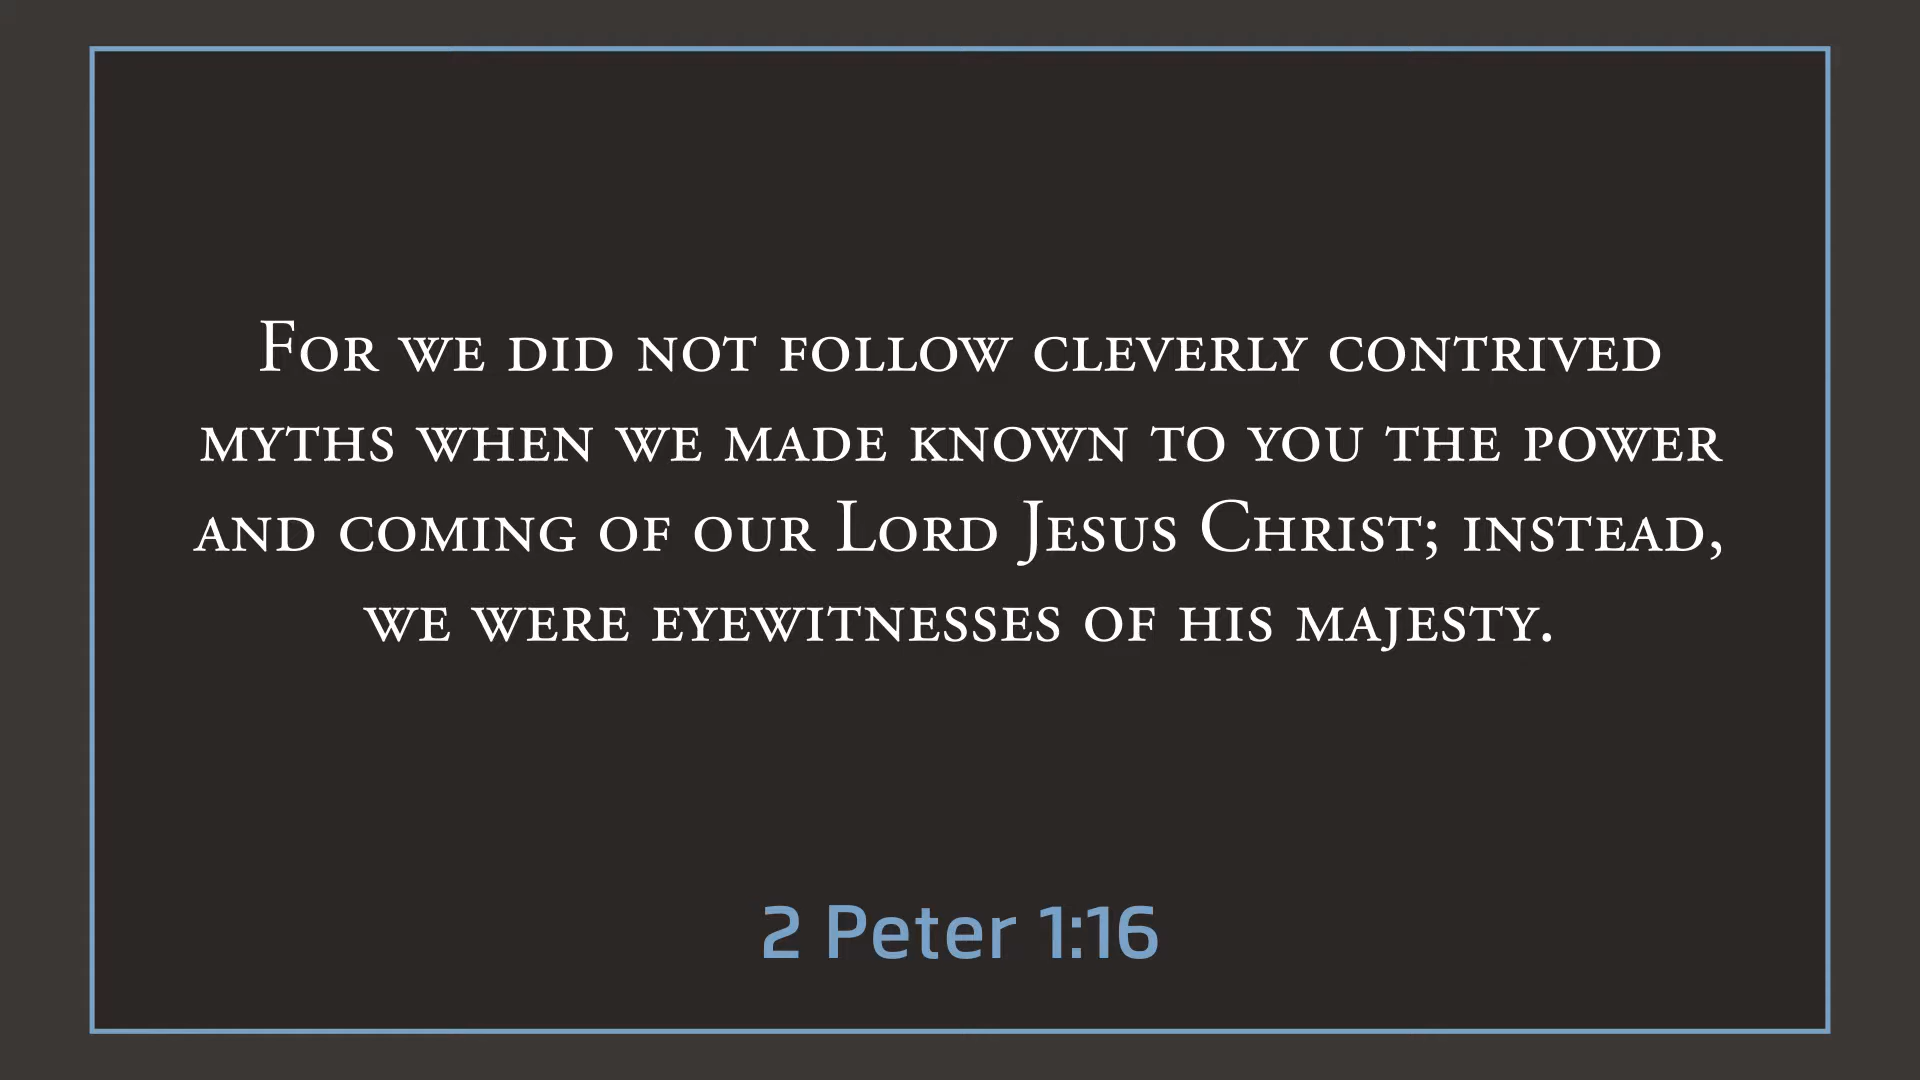 For we did not follow cleverly contrived
myths when we made known to you the power
and coming of our Lord Jesus Christ; instead,
we were eyewitnesses of his majesty.
2 Peter 1:16